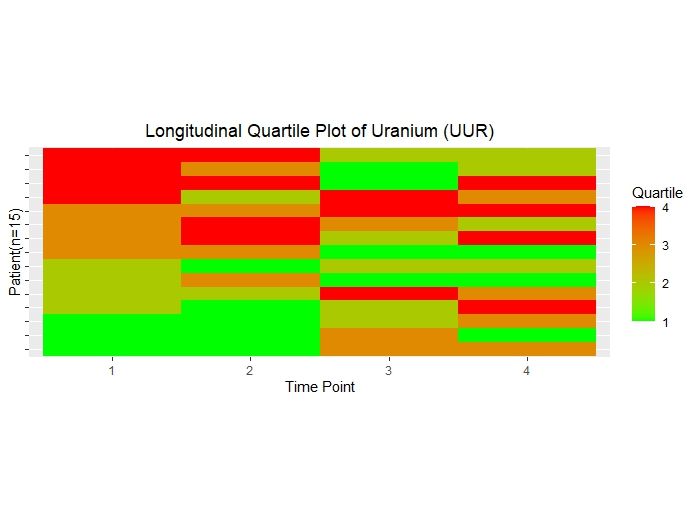 Longitudinal Quartile Plot of Uranium (UUR)
Patient(n=15)
1 2 3 4
Time Point
Quartile
4
3
2
1